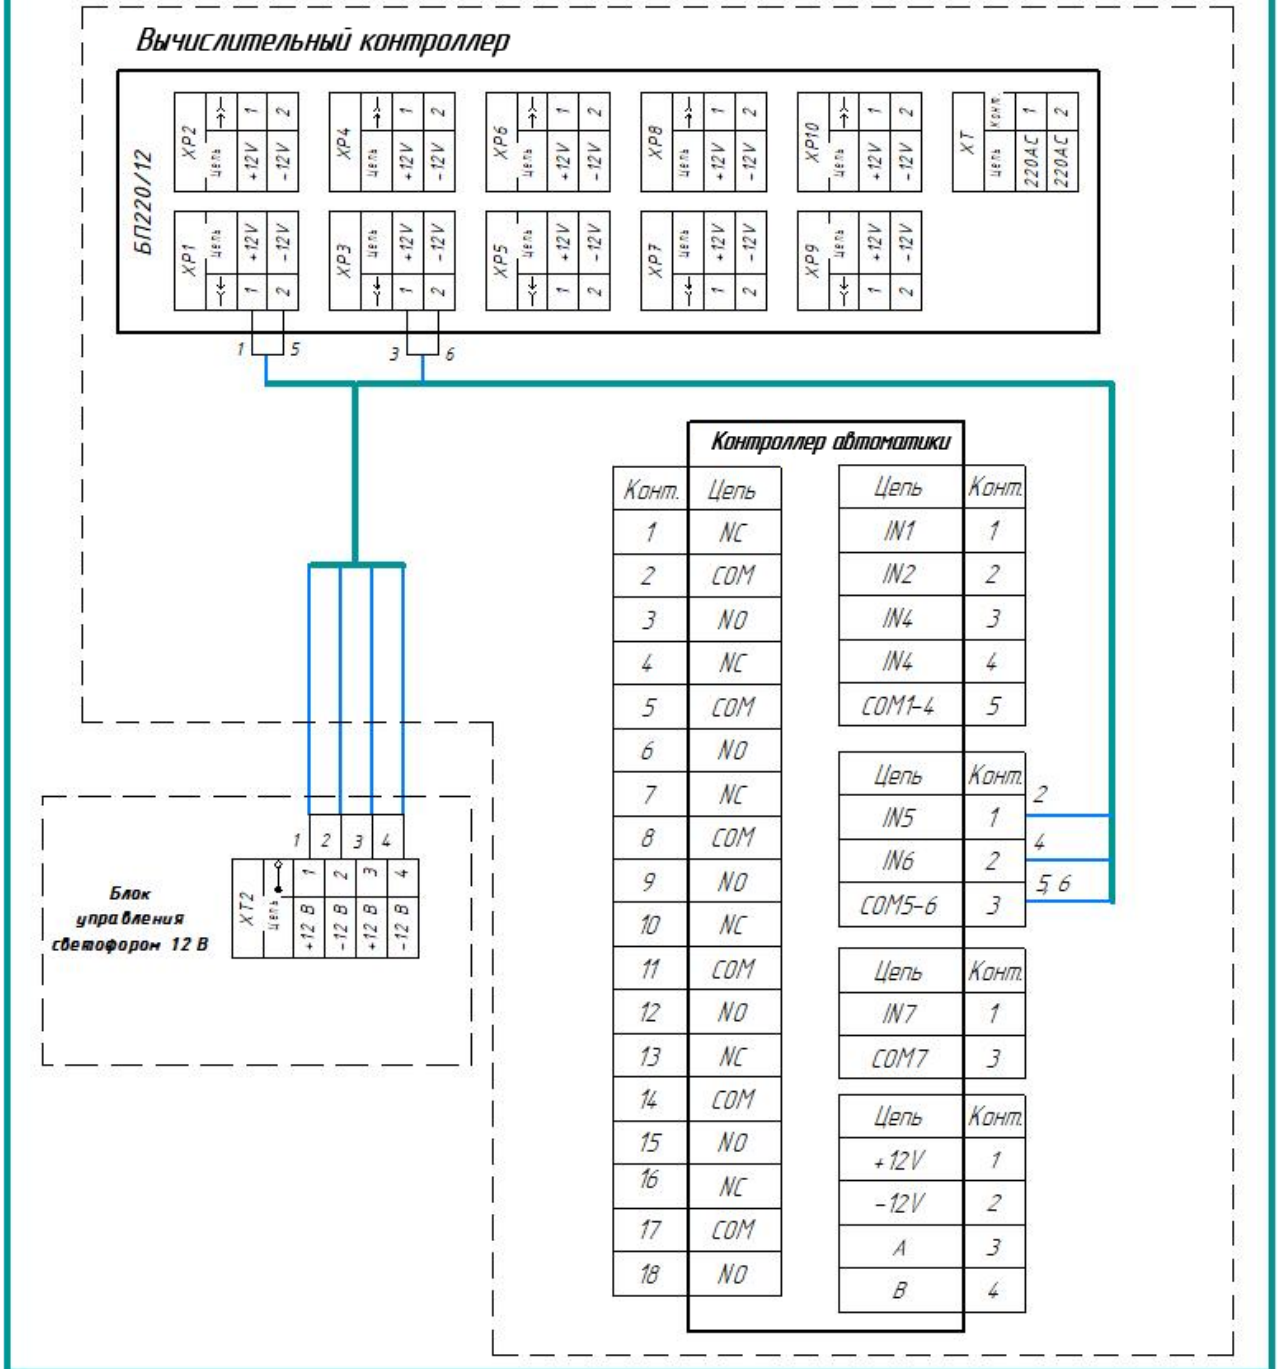 Вычислительный контроллер
БП220/12
XP2 Цепь 1 +12V 2 -12V
XP4 Цепь 1 +12V 2 -12V
XP6 Цепь 1 +12V 2 -12V
XP8 Цепь 1 +12V 2 -12V
XP10 Цепь 1 +12V 2 -12V
XT Цепь Конт. 220AC 1 220AC 2
XP1 Цепь +12V 1 -12V 2
XP3 Цепь +12V 1 -12V 2
XP5 Цепь +12V 1 -12V 2
XP7 Цепь +12V 1 -12V 2
XP9 Цепь +12V 1 -12V 2
1 5 3 6
Контроллер автоматики
Конт. Цепь
1 NC
2 COM
3 NO
4 NC
5 COM
6 NO
7 NC
8 COM
9 NO
10 NC
11 COM
12 NO
13 NC
14 COM
15 NO
16 NC
17 COM
18 NO
Цепь Конт.
IN1 1
IN2 2
IN4 3
IN4 4
COM1-4 5
Цепь Конт.
IN5 1 2
IN6 2 4
COM5-6 3 5, 6
Цепь Конт.
IN7 1
COM7 3
Цепь Конт.
+12V 1
-12V 2
A 3
B 4
Блок
управления
светофором 12 В
1 2 3 4
XT2 Цепь
1 2 3 4
+12 В -12 В +12 В -12 В